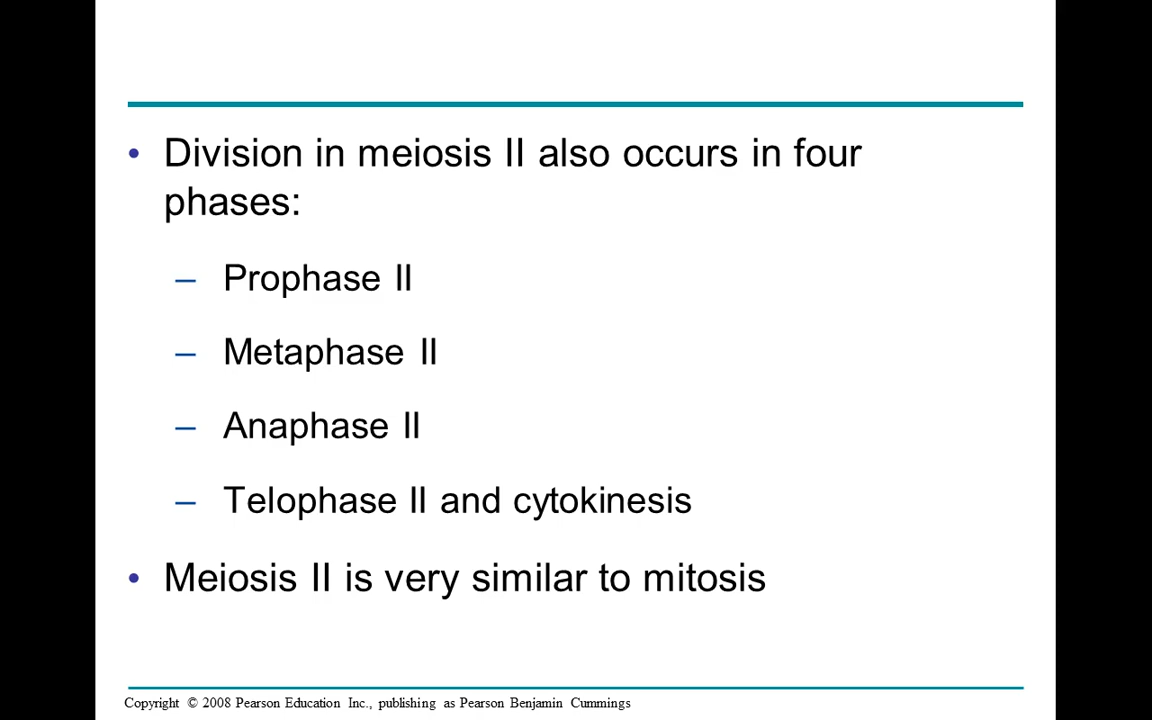 • Division in meiosis II also occurs in four
phases:
– Prophase II
– Metaphase II
– Anaphase II
– Telophase II and cytokinesis
• Meiosis II is very similar to mitosis
Copyright © 2008 Pearson Education Inc., publishing as Pearson Benjamin Cummings